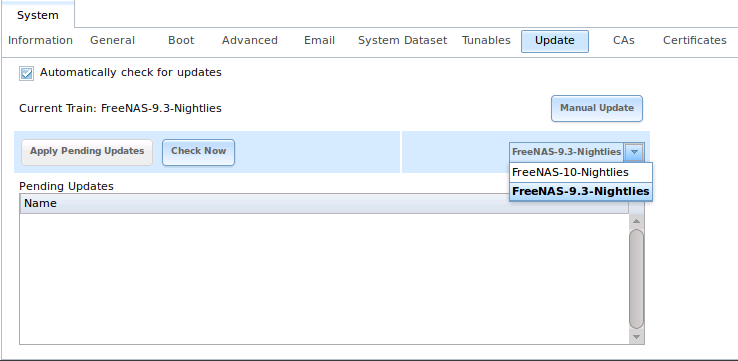 System
Information General Boot Advanced Email System Dataset Tunables Update CAs Certificates
Automatically check for updates
Current Train: FreeNAS-9.3-Nightlies Manual Update
Apply Pending Updates Check Now FreeNAS-9.3-Nightlies
FreeNAS-10-Nightlies
Pending Updates FreeNAS-9.3-Nightlies
Name